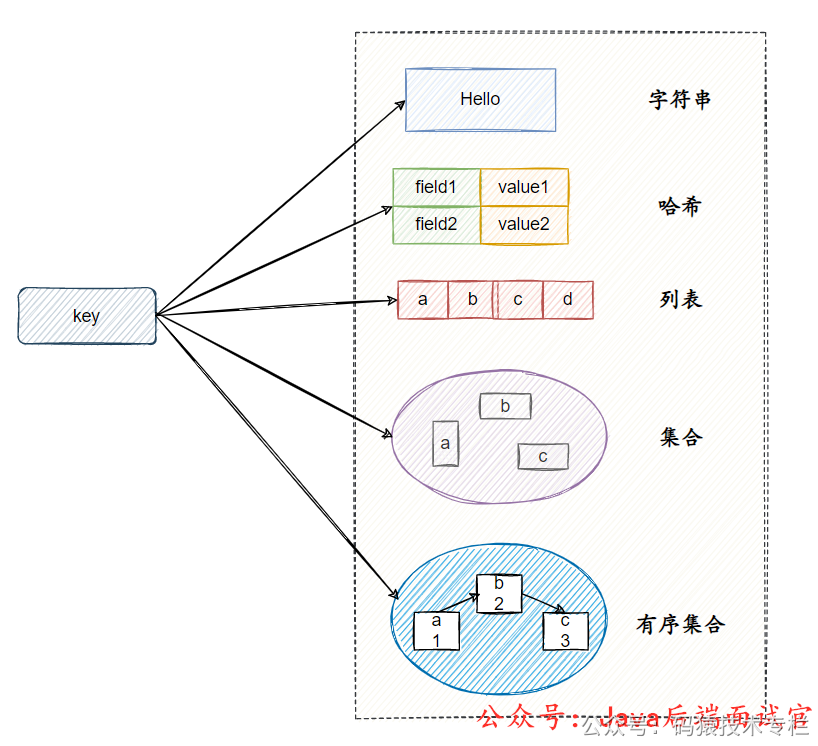 Hello
字符串
field1 value1
哈希
field2 value2
a b c d
列表
key
b
a
c
集合
b
2
a
1
c
3
有序集合
公众号: Java后端面试官
公众号: 码猿技术专栏